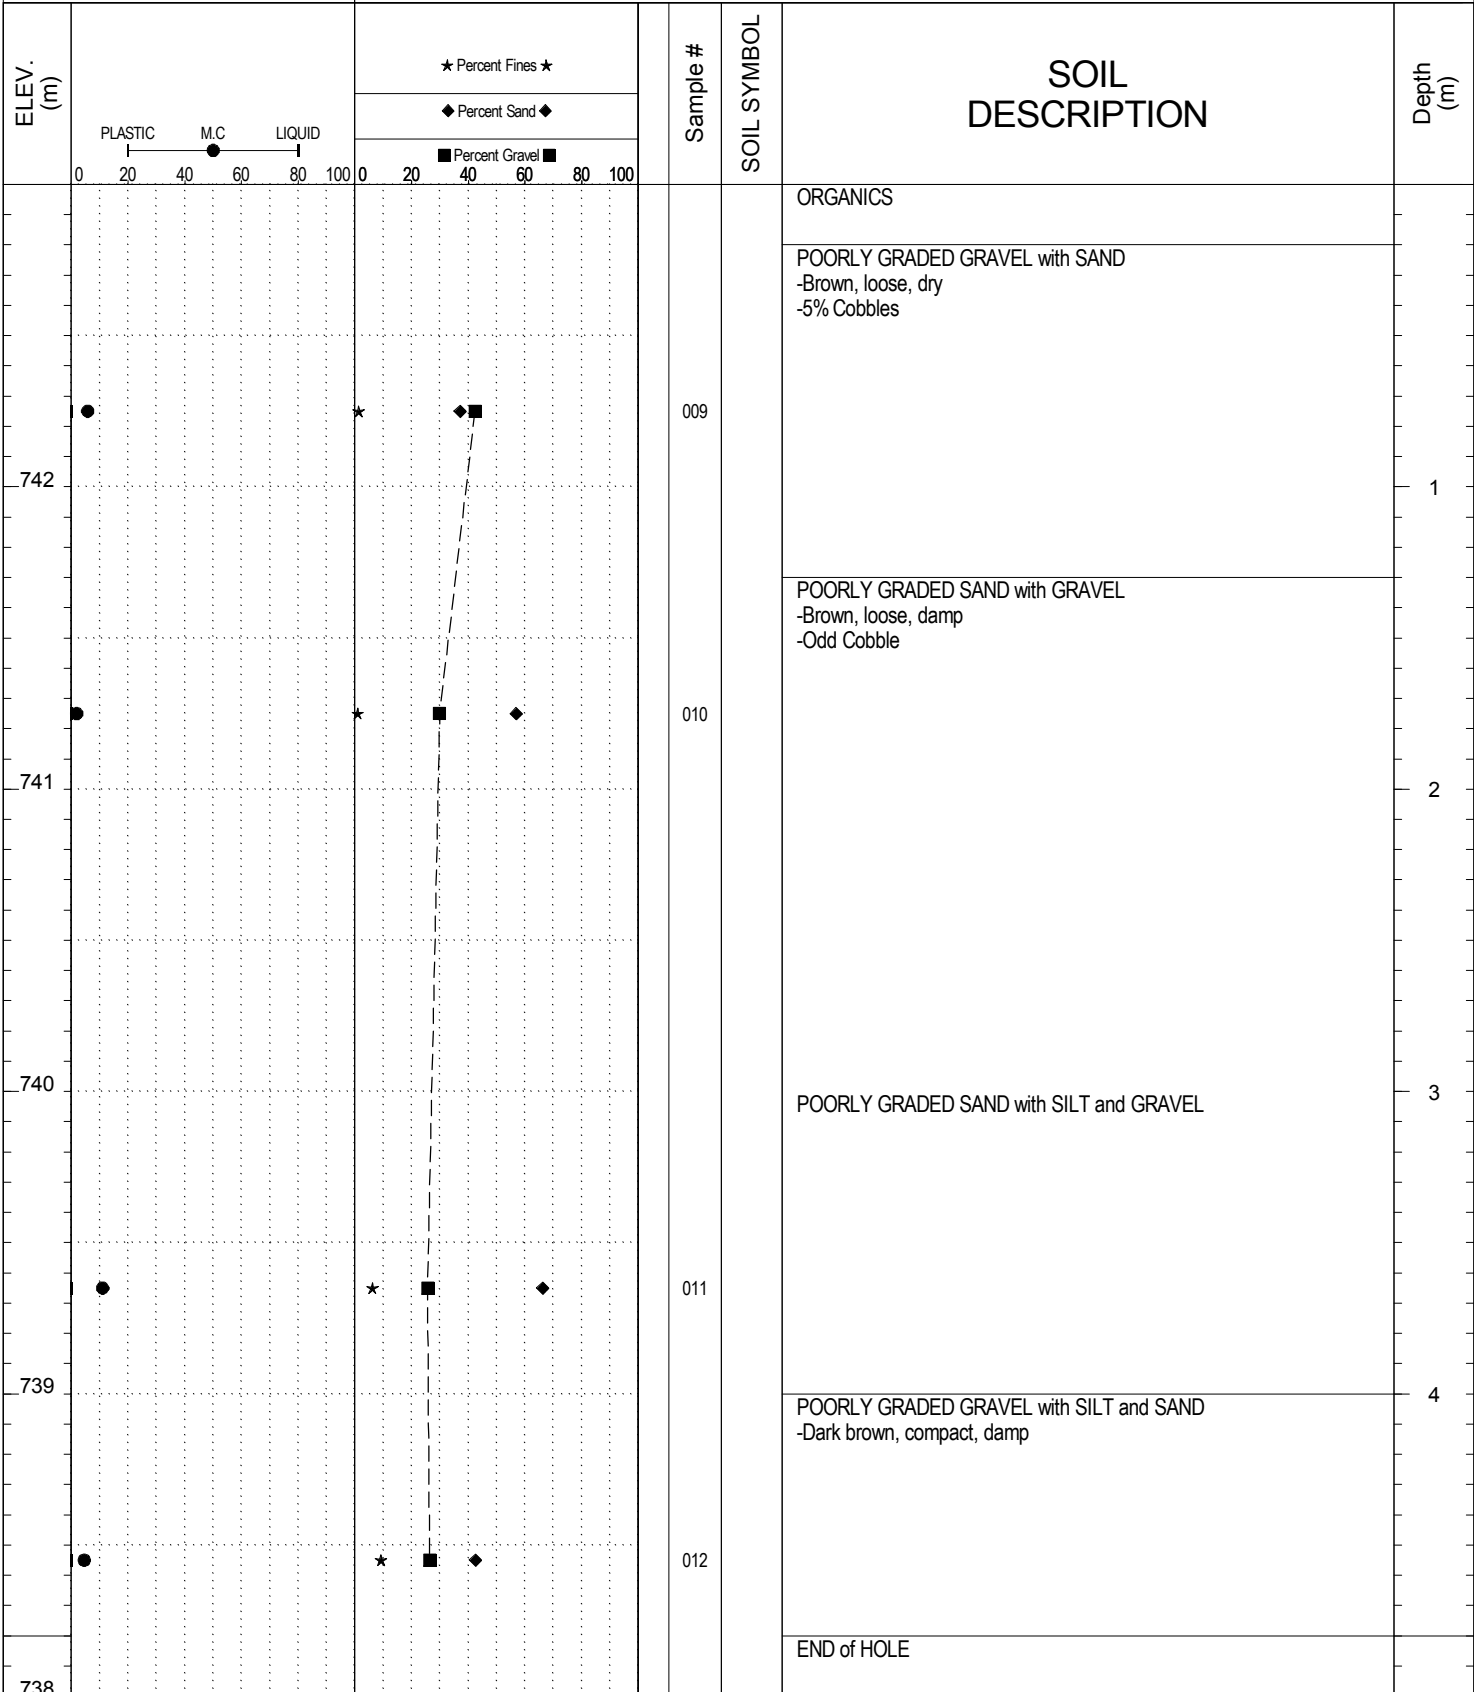 ELEV.
(m)
PLASTIC M.C LIQUID
0 20 40 60 80 100
★ Percent Fines ★
◆ Percent Sand ◆
■ Percent Gravel ■
0 20 40 60 80 100
Sample #
SOIL SYMBOL
SOIL
DESCRIPTION
Depth
(m)
ORGANICS
POORLY GRADED GRAVEL with SAND
-Brown, loose, dry
-5% Cobbles
009
742
1
POORLY GRADED SAND with GRAVEL
-Brown, loose, damp
-Odd Cobble
010
741
2
740
3
POORLY GRADED SAND with SILT and GRAVEL
011
739
4
POORLY GRADED GRAVEL with SILT and SAND
-Dark brown, compact, damp
012
END of HOLE
738